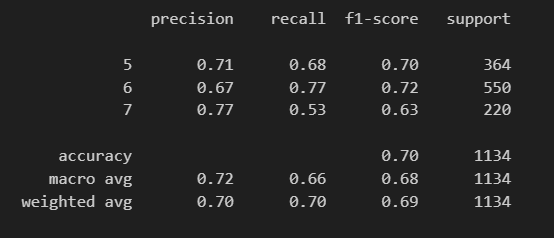 precision recall f1-score support
5 0.71 0.68 0.70 364
6 0.67 0.77 0.72 550
7 0.77 0.53 0.63 220
accuracy 0.70 1134
macro avg 0.72 0.66 0.68 1134
weighted avg 0.70 0.70 0.69 1134